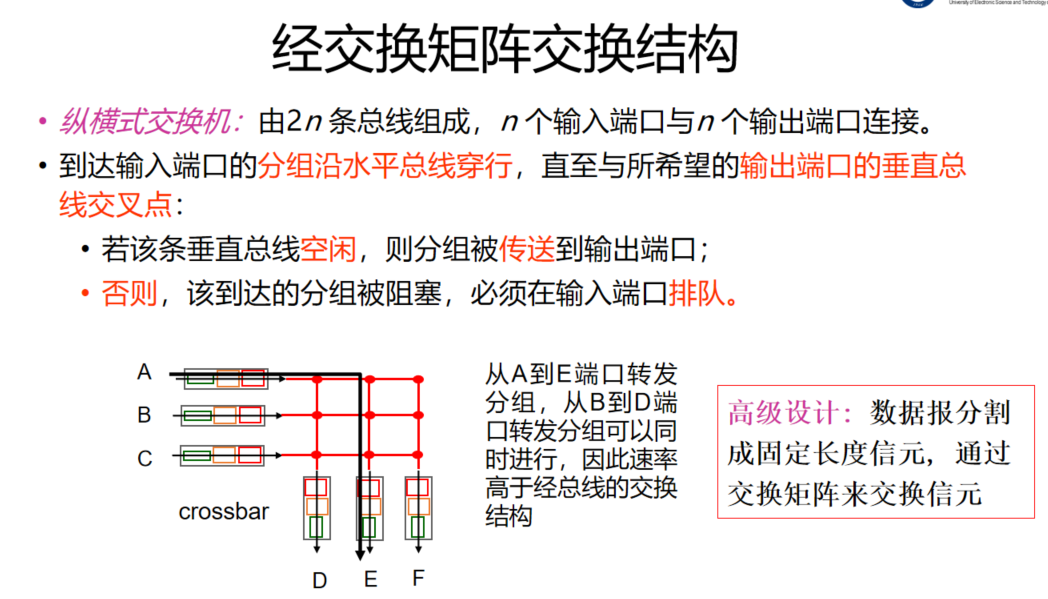 University of Electronic Science and Technology o
经交换矩阵交换结构
• 纵横式交换机：由2n 条总线组成，n 个输入端口与n 个输出端口连接。
• 到达输入端口的分组沿水平总线穿行，直至与所希望的输出端口的垂直总
线交叉点：
• 若该条垂直总线空闲，则分组被传送到输出端口；
• 否则，该到达的分组被阻塞，必须在输入端口排队。
A
B
C
crossbar
D E F
从A到E端口转发
分组，从B到D端
口转发分组可以同
时进行，因此速率
高于经总线的交换
结构
高级设计：数据报分割
成固定长度信元，通过
交换矩阵来交换信元